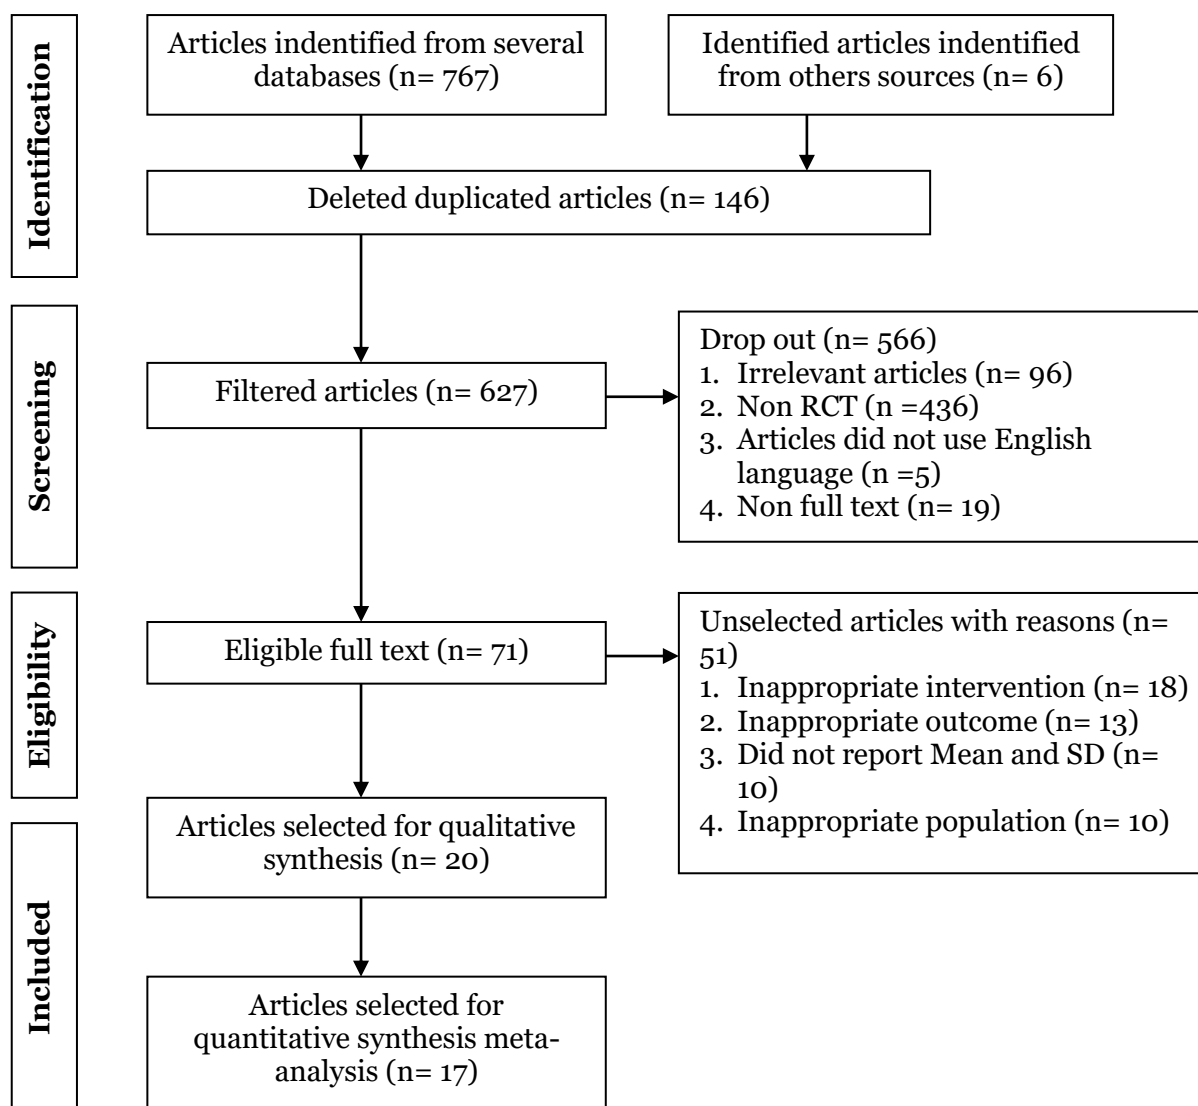 Identification
Articles indentified from several
databases (n= 767)
Identified articles indentified
from others sources (n= 6)
Deleted duplicated articles (n= 146)
Screening
Filtered articles (n= 627)
Drop out (n= 566)
1. Irrelevant articles (n= 96)
2. Non RCT (n =436)
3. Articles did not use English
language (n =5)
4. Non full text (n= 19)
Eligibility
Eligible full text (n= 71)
Unselected articles with reasons (n=
51)
1. Inappropriate intervention (n= 18)
2. Inappropriate outcome (n= 13)
3. Did not report Mean and SD (n=
10)
4. Inappropriate population (n= 10)
Articles selected for qualitative
synthesis (n= 20)
Included
Articles selected for
quantitative synthesis meta-
analysis (n= 17)